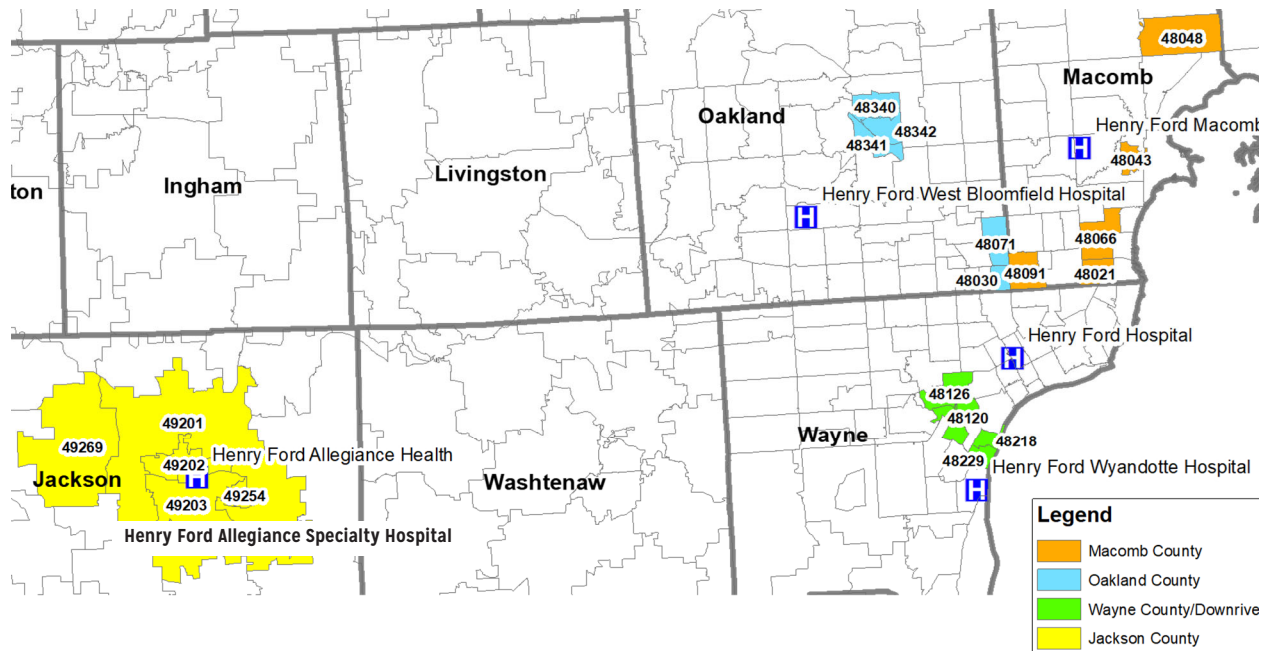 48048
Macomb
48340
Oakland
48342
Henry Ford Macomb
48341
48043
Livingston
Ingham
ton
Henry Ford West Bloomfield Hospital
H
H
48071
48066
48030
48091
48021
Henry Ford Hospital
H
48126
49201
48120
Wayne
48218
49269
Henry Ford Allegiance Health
49202
48229
Henry Ford Wyandotte Hospital
Jackson
H
Washtenaw
H
49254
49203
Henry Ford Allegiance Specialty Hospital
Legend
Macomb County
Oakland County
Wayne County/Downrive
Jackson County